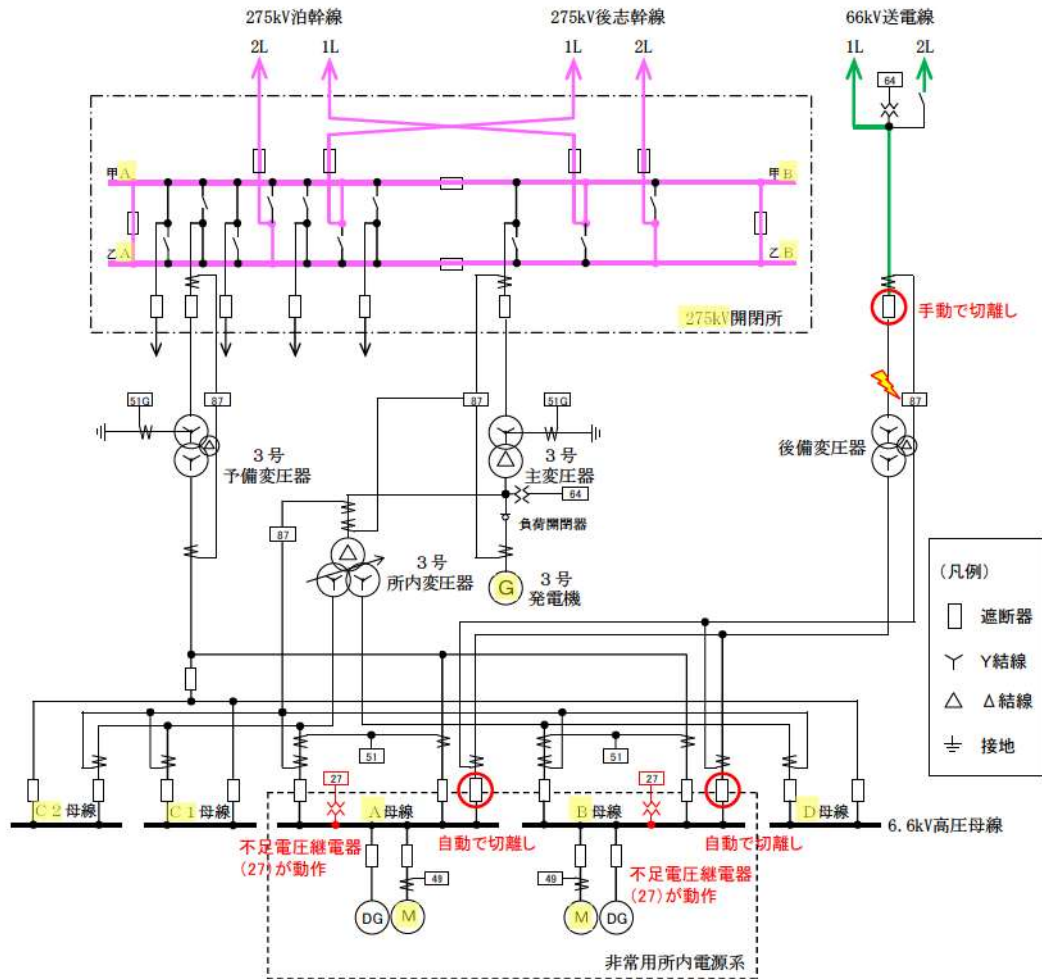 275kV泊幹線
275kV後志幹線
66kV送電線
2L
1L
1L
2L
1L
2L
64
甲A
甲B
乙A
乙B
275kV開閉所
手動で切離し
51G
87
87
51G
87
3号
予備変圧器
3号
主変圧器
後備変圧器
64
負荷開閉器
87
3号
所内変圧器
G
3号
発電機
(凡例)
遮断器
Y結線
Δ結線
接地
51
51
27
27
C2母線
C1母線
A母線
B母線
D母線
6.6kV高圧母線
不足電圧継電器
(27)が動作
自動で切離し
自動で切離し
不足電圧継電器
(27)が動作
49
49
DG
M
M
DG
非常用所内電源系